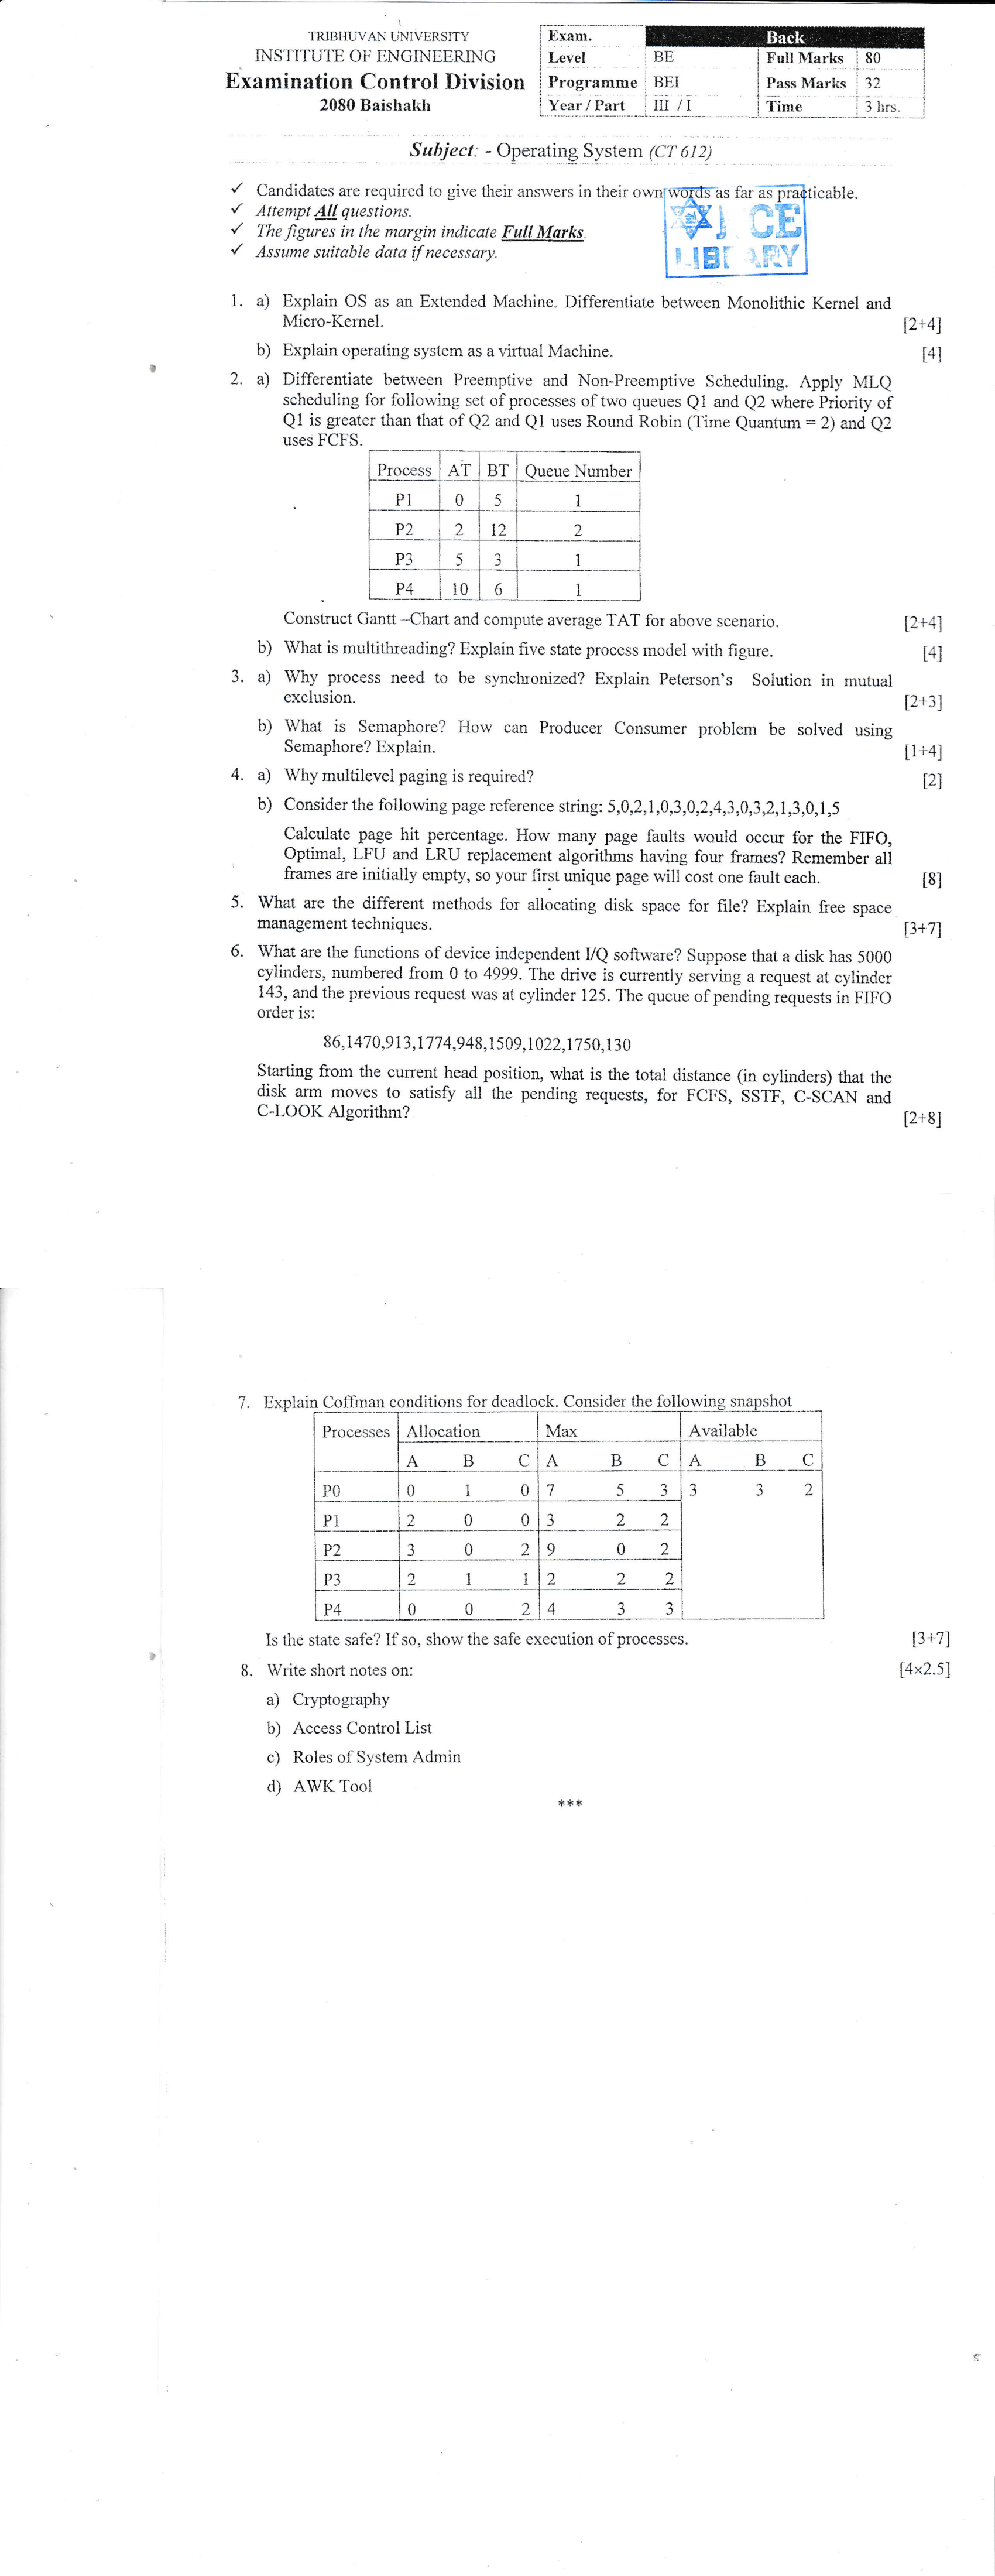 TRIBHUVAN UNIVERSITY
INSTITUTE OF ENGINEERING
Examination Control Division
2080 Baishakh
Exam. Back
Level BE Full Marks 80
Programme BEI Pass Marks 32
Year / Part III / I Time 3 hrs.
Subject: - Operating System (CT 612)
✓ Candidates are required to give their answers in their own words as far as practicable.
✓ Attempt All questions.
✓ The figures in the margin indicate Full Marks.
✓ Assume suitable data if necessary.
CE
1. a) Explain OS as an Extended Machine. Differentiate between Monolithic Kernel and
Micro-Kernel. [2+4]
b) Explain operating system as a virtual Machine. [4]
2. a) Differentiate between Preemptive and Non-Preemptive Scheduling. Apply MLQ
scheduling for following set of processes of two queues Q1 and Q2 where Priority of
Q1 is greater than that of Q2 and Q1 uses Round Robin (Time Quantum = 2) and Q2
uses FCFS.
Process AT BT Queue Number
P1 0 5 1
P2 2 12 2
P3 5 3 1
P4 10 6 1
Construct Gantt –Chart and compute average TAT for above scenario. [2+4]
b) What is multithreading? Explain five state process model with figure. [4]
3. a) Why process need to be synchronized? Explain Peterson's Solution in mutual
exclusion. [2+3]
b) What is Semaphore? How can Producer Consumer problem be solved using
Semaphore? Explain. [1+4]
4. a) Why multilevel paging is required? [2]
b) Consider the following page reference string: 5,0,2,1,0,3,0,2,4,3,0,3,2,1,3,0,1,5
Calculate page hit percentage. How many page faults would occur for the FIFO,
Optimal, LFU and LRU replacement algorithms having four frames? Remember all
frames are initially empty, so your first unique page will cost one fault each. [8]
5. What are the different methods for allocating disk space for file? Explain free space
management techniques. [3+7]
6. What are the functions of device independent I/Q software? Suppose that a disk has 5000
cylinders, numbered from 0 to 4999. The drive is currently serving a request at cylinder
143, and the previous request was at cylinder 125. The queue of pending requests in FIFO
order is:
86,1470,913,1774,948,1509,1022,1750,130
Starting from the current head position, what is the total distance (in cylinders) that the
disk arm moves to satisfy all the pending requests, for FCFS, SSTF, C-SCAN and
C-LOOK Algorithm? [2+8]
7. Explain Coffman conditions for deadlock. Consider the following snapshot
Processes Allocation Max Available
A B C A B C A B C
P0 0 1 0 7 5 3 3 3 2
P1 2 0 0 3 2 2
P2 3 0 2 9 0 2
P3 2 1 1 2 2 2
P4 0 0 2 4 3 3
Is the state safe? If so, show the safe execution of processes. [3+7]
8. Write short notes on: [4×2.5]
a) Cryptography
b) Access Control List
c) Roles of System Admin
d) AWK Tool
***